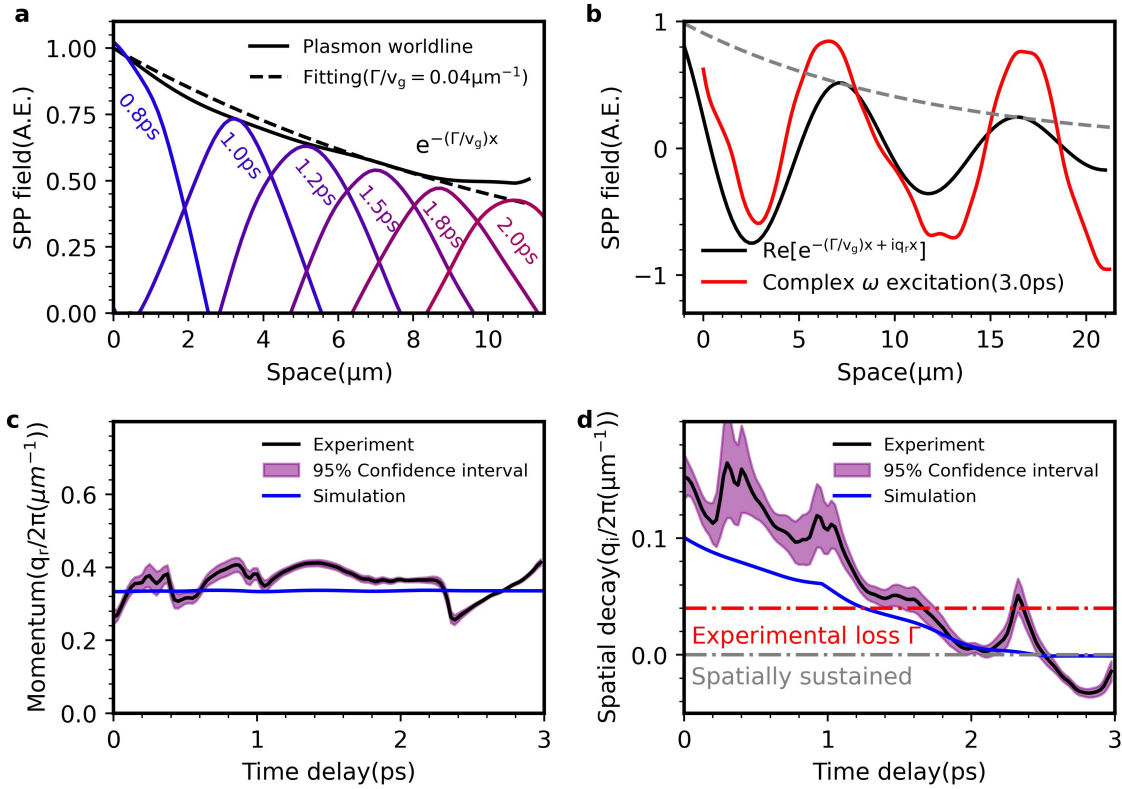 a
1.00
0.75
0.50
0.25
0.00
SPP field(A.E.)
Plasmon worldline
Fitting(Γ/v_g = 0.04μm⁻¹)
e^{-(Γ/v_g)x}
0.8ps
1.0ps
1.2ps
1.5ps
1.8ps
2.0ps
0 2 4 6 8 10
Space(μm)
b
1
0
−1
SPP field(A.E.)
Re[e^{-(Γ/v_g)x + iq_r x}]
Complex ω excitation(3.0ps)
0 5 10 15 20
Space(μm)
c
0.6
0.4
0.2
0.0
Momentum(q_r/2π(μm⁻¹))
Experiment
95% Confidence interval
Simulation
0 1 2 3
Time delay(ps)
d
0.1
0.0
Spatial decay(q_i/2π(μm⁻¹))
Experiment
95% Confidence interval
Simulation
Experimental loss Γ
Spatially sustained
0 1 2 3
Time delay(ps)